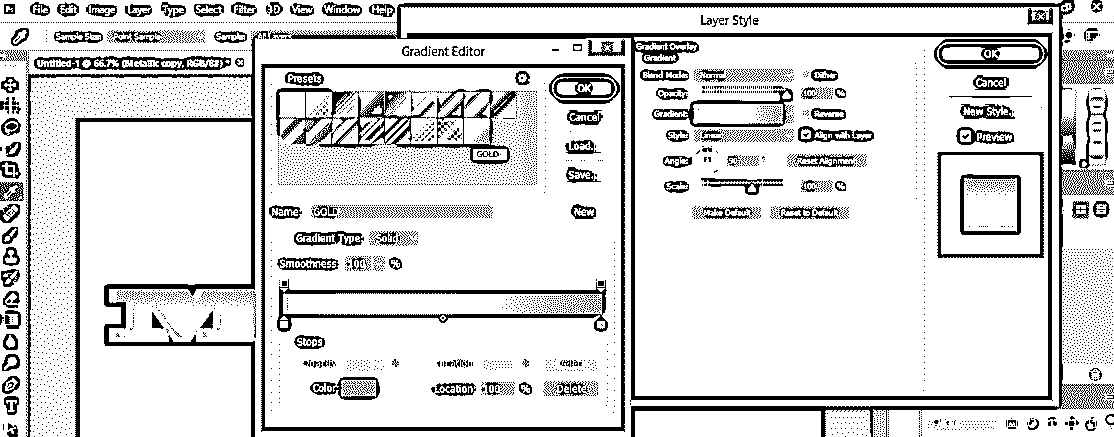 File Edit Image Layer Type Select Filter 3D View Window Help
Sample Size: Point Sample Sample:
Untitled-1 @ 66.7% (Metallic copy, RGB/8#) *
Layer Style
Gradient Overlay
Gradient
Blend Mode: Normal Dither
Opacity: 100 %
Gradient: Reverse
Style: Linear Align with Layer
Angle: 90 ° Reset Alignment
Scale: 100 %
Make Default Reset to Default
OK
Cancel
New Style...
Preview
Gradient Editor
Presets
GOLD
OK
Cancel
Load...
Save...
Name: GOLD
New
Gradient Type: Solid
Smoothness: 100 %
Stops
Opacity: % Location: % Delete
Color: Location: 100 % Delete